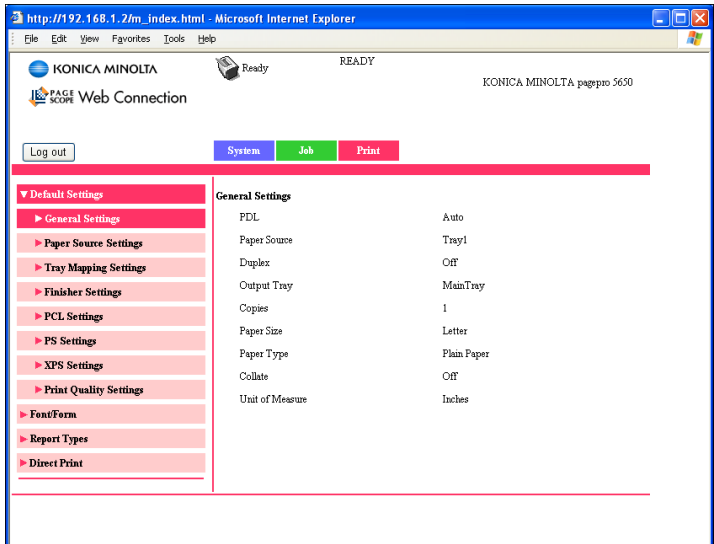 http://192.168.1.2/m_index.html - Microsoft Internet Explorer
File Edit View Favorites Tools Help
KONICA MINOLTA
Ready
READY
KONICA MINOLTA pagepro 5650
PAGE SCOPE Web Connection
Log out
System Job Print
Default Settings
General Settings
Paper Source Settings
Tray Mapping Settings
Finisher Settings
PCL Settings
PS Settings
XPS Settings
Print Quality Settings
Font/Form
Report Types
Direct Print
General Settings
PDL Auto
Paper Source Tray1
Duplex Off
Output Tray MainTray
Copies 1
Paper Size Letter
Paper Type Plain Paper
Collate Off
Unit of Measure Inches